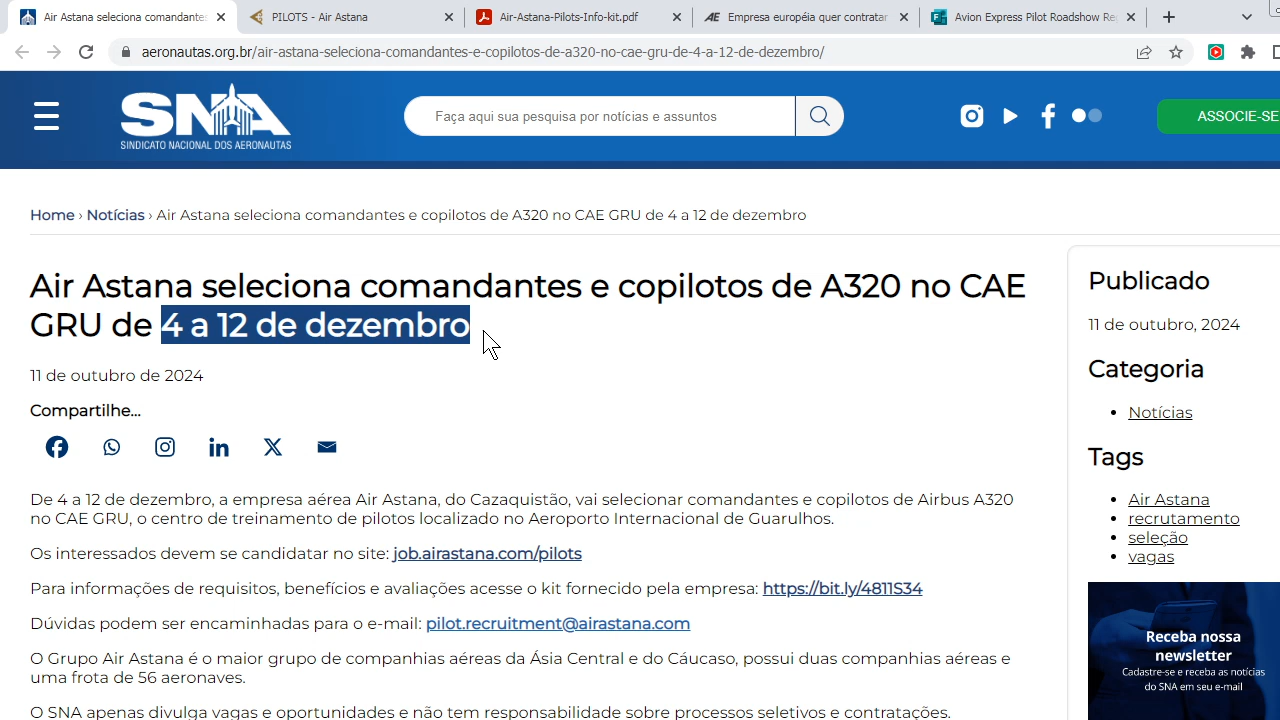 Air Astana seleciona comandantes
PILOTS - Air Astana
Air-Astana-Pilots-Info-kit.pdf
Empresa européia quer contratar
Avion Express Pilot Roadshow Re
aeronautas.org.br/air-astana-seleciona-comandantes-e-copilotos-de-a320-no-cae-gru-de-4-a-12-de-dezembro/
SNA
SINDICATO NACIONAL DOS AERONAUTAS
Faça aqui sua pesquisa por notícias e assuntos
ASSOCIE-SE
Home › Notícias › Air Astana seleciona comandantes e copilotos de A320 no CAE GRU de 4 a 12 de dezembro
Air Astana seleciona comandantes e copilotos de A320 no CAE
GRU de 4 a 12 de dezembro
11 de outubro de 2024
Compartilhe...
De 4 a 12 de dezembro, a empresa aérea Air Astana, do Cazaquistão, vai selecionar comandantes e copilotos de Airbus A320
no CAE GRU, o centro de treinamento de pilotos localizado no Aeroporto Internacional de Guarulhos.
Os interessados devem se candidatar no site: job.airastana.com/pilots
Para informações de requisitos, benefícios e avaliações acesse o kit fornecido pela empresa: https://bit.ly/4811S34
Dúvidas podem ser encaminhadas para o e-mail: pilot.recruitment@airastana.com
O Grupo Air Astana é o maior grupo de companhias aéreas da Ásia Central e do Cáucaso, possui duas companhias aéreas e
uma frota de 56 aeronaves.
O SNA apenas divulga vagas e oportunidades e não tem responsabilidade sobre processos seletivos e contratações.
Publicado
11 de outubro, 2024
Categoria
Notícias
Tags
Air Astana
recrutamento
seleção
vagas
Receba nossa
newsletter
Cadastre-se e receba as notícias
do SNA em seu e-mail